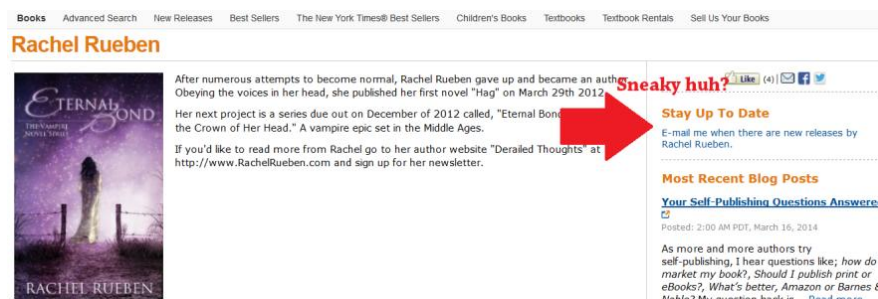 Books Advanced Search New Releases Best Sellers The New York Times® Best Sellers Children's Books Textbooks Textbook Rentals Sell Us Your Books
Rachel Rueben
ETERNAL
BOND
THE VAMPIRE
NOVEL SERIES
RACHEL RUEBEN
After numerous attempts to become normal, Rachel Rueben gave up and became an author.
Obeying the voices in her head, she published her first novel "Hag" on March 29th 2012.
Her next project is a series due out on December of 2012 called, "Eternal Bond
the Crown of Her Head." A vampire epic set in the Middle Ages.
If you'd like to read more from Rachel go to her author website "Derailed Thoughts" at
http://www.RachelRueben.com and sign up for her newsletter.
Sneaky huh?
Like (4)
Stay Up To Date
E-mail me when there are new releases by
Rachel Rueben.
Most Recent Blog Posts
Your Self-Publishing Questions Answered
Posted: 2:00 AM PDT, March 16, 2014
As more and more authors try
self-publishing, I hear questions like; how do
market my book?, Should I publish print or
eBooks?, What's better, Amazon or Barnes &
Noble? My question back is... Read more